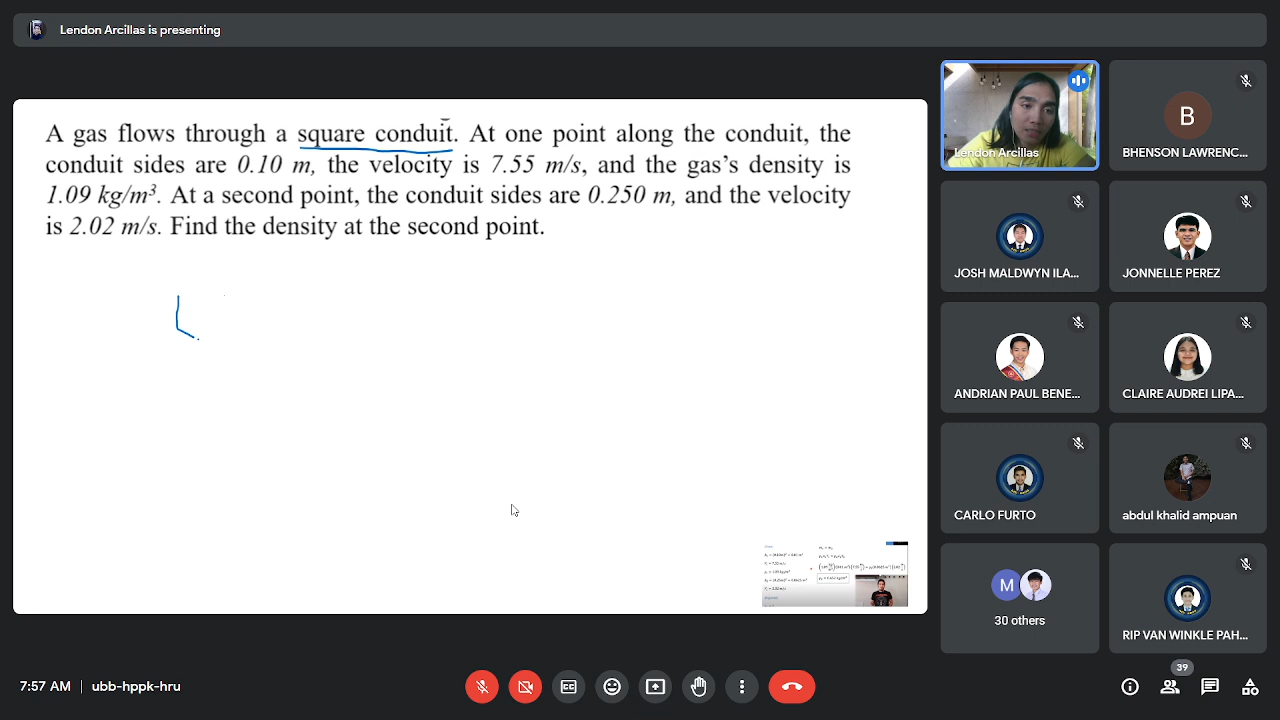 Lendon Arcillas is presenting
A gas flows through a square conduit. At one point along the conduit, the
conduit sides are 0.10 m, the velocity is 7.55 m/s, and the gas's density is
1.09 kg/m³. At a second point, the conduit sides are 0.250 m, and the velocity
is 2.02 m/s. Find the density at the second point.
Lendon Arcillas
B
BHENSON LAWRENC...
JOSH MALDWYN ILA...
JONNELLE PEREZ
ANDRIAN PAUL BENE...
CLAIRE AUDREI LIPA...
CARLO FURTO
abdul khalid ampuan
M
30 others
RIP VAN WINKLE PAH...
7:57 AM
ubb-hppk-hru
39